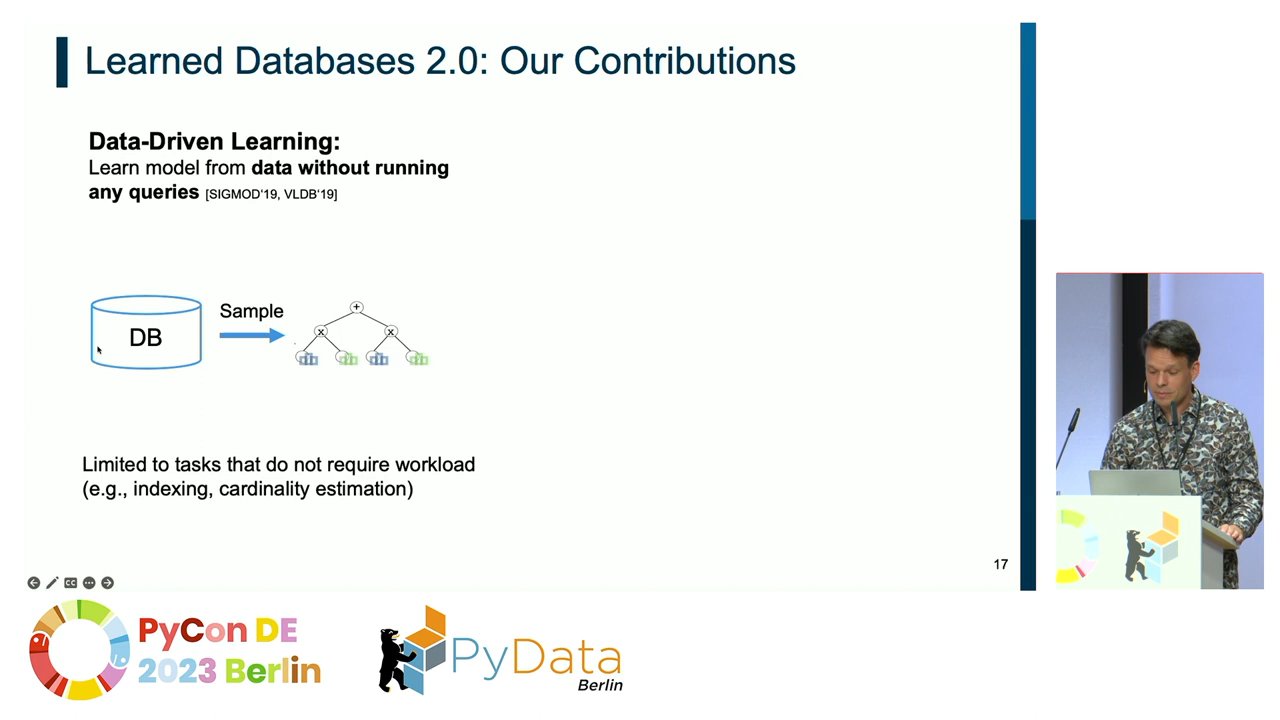 Learned Databases 2.0: Our Contributions
Data-Driven Learning:
Learn model from data without running
any queries [SIGMOD‘19, VLDB‘19]
DB
Sample
+
x
x
Limited to tasks that do not require workload
(e.g., indexing, cardinality estimation)
17
CC
PyCon DE
2023 Berlin
PyData
Berlin